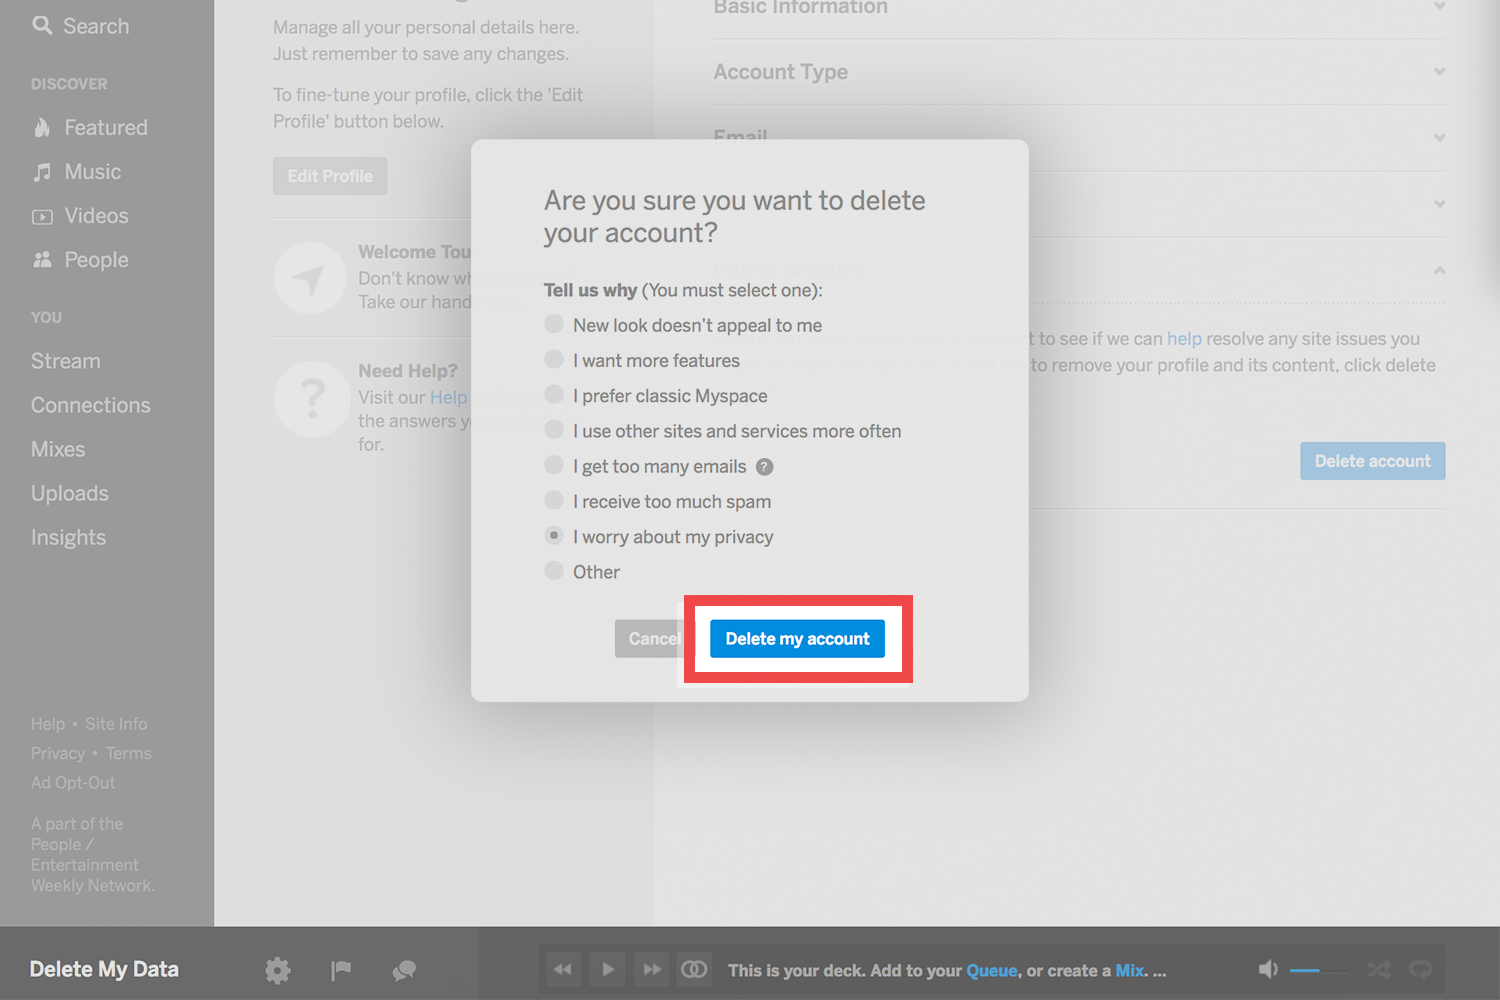 Search
DISCOVER
Featured
Music
Videos
People
YOU
Stream
Connections
Mixes
Uploads
Insights
Help • Site Info
Privacy • Terms
Ad Opt-Out
A part of the
People /
Entertainment
Weekly Network.
Manage all your personal details here.
Just remember to save any changes.
To fine-tune your profile, click the 'Edit
Profile' button below.
Edit Profile
Welcome Tou
Don't know wh
Take our hand
Need Help?
Visit our Help
the answers y
for.
Basic Information
Account Type
Email
Delete Account
to see if we can help resolve any site issues you
to remove your profile and its content, click delete
Delete account
Are you sure you want to delete
your account?
Tell us why (You must select one):
New look doesn't appeal to me
I want more features
I prefer classic Myspace
I use other sites and services more often
I get too many emails ?
I receive too much spam
I worry about my privacy
Other
Cancel
Delete my account
Delete My Data
This is your deck. Add to your Queue, or create a Mix. ...